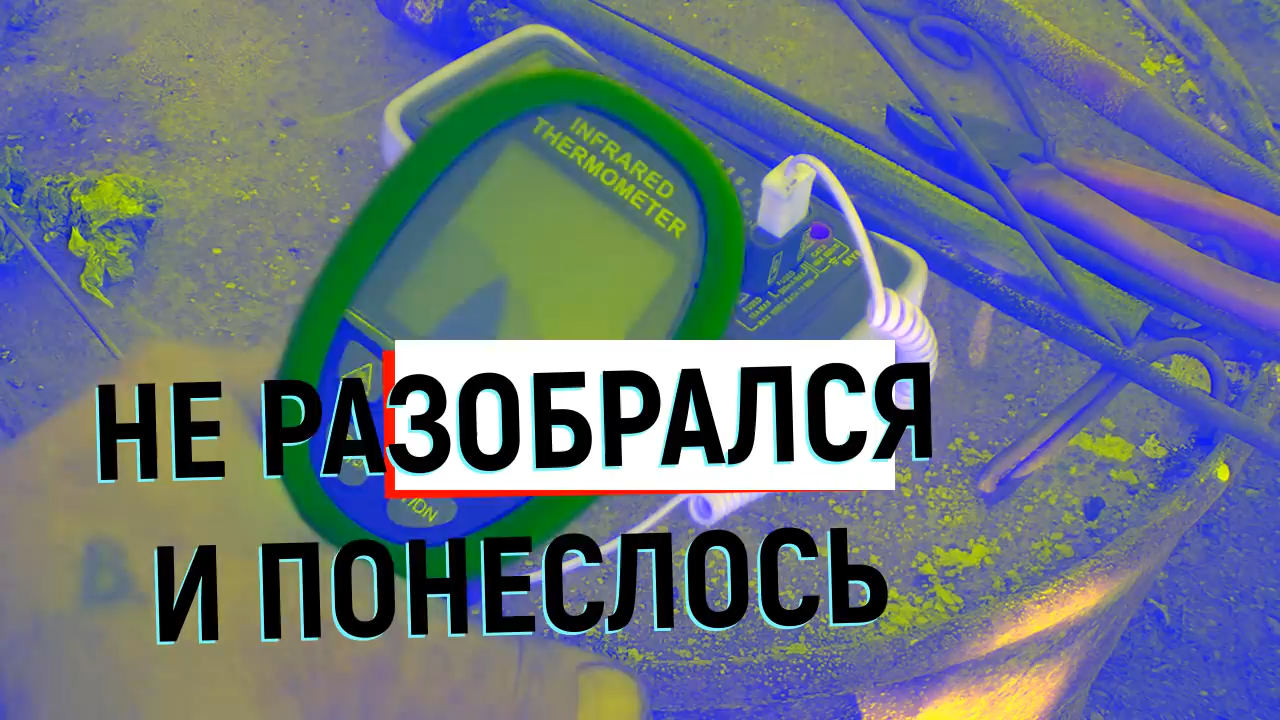 INFRARED
THERMOMETER
НЕ РАЗОБРАЛСЯ
И ПОНЕСЛОСЬ